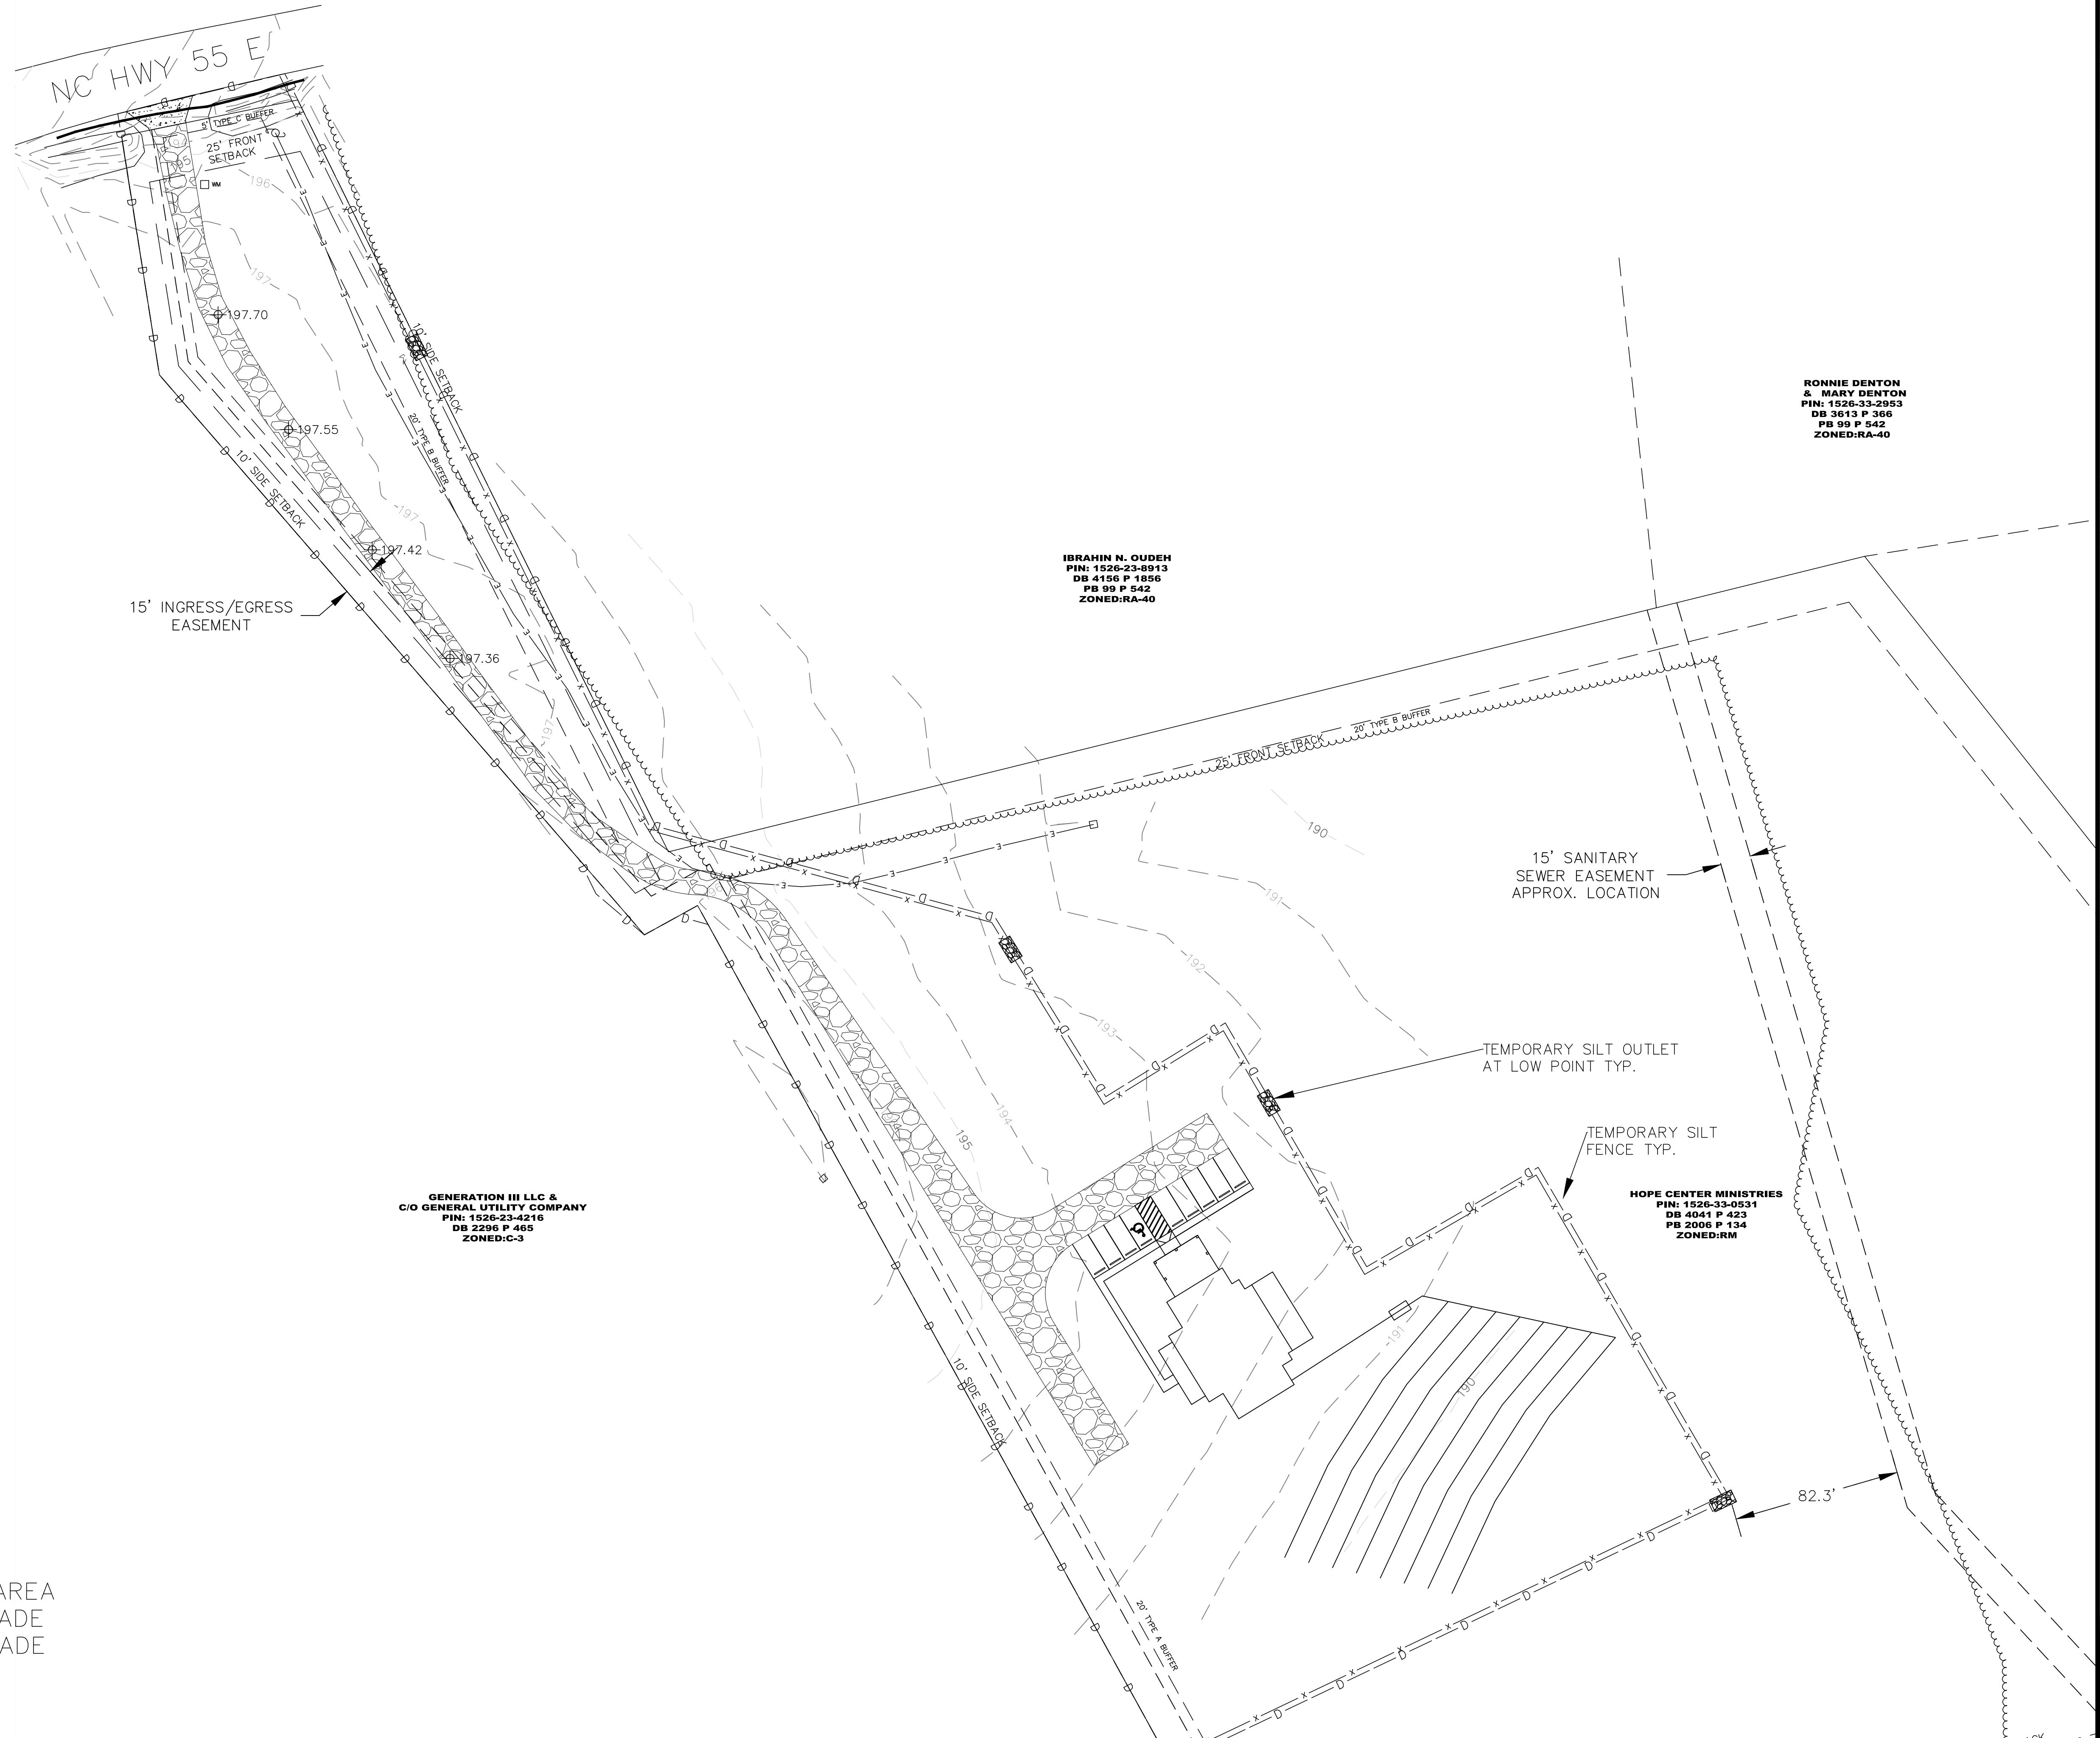 NC HWY 55 E
5' TYPE C BUFFER
25' FRONT
SETBACK
195
WM
196
197
197.70
10' SIDE SETBACK
197.55
20' TYPE B BUFFER
10' SIDE SETBACK
197
197.42
15' INGRESS/EGRESS
EASEMENT
197.36
197
RONNIE DENTON
& MARY DENTON
PIN: 1526-33-2953
DB 3613 P 366
PB 99 P 542
ZONED:RA-40
IBRAHIN N. OUDEH
PIN: 1526-23-8913
DB 4156 P 1856
PB 99 P 542
ZONED:RA-40
20' TYPE B BUFFER
25' FRONT SETBACK
190
191
192
193
194
195
15' SANITARY
SEWER EASEMENT
APPROX. LOCATION
TEMPORARY SILT OUTLET
AT LOW POINT TYP.
TEMPORARY SILT
FENCE TYP.
HOPE CENTER MINISTRIES
PIN: 1526-33-0531
DB 4041 P 423
PB 2006 P 134
ZONED:RM
GENERATION III LLC &
C/O GENERAL UTILITY COMPANY
PIN: 1526-23-4216
DB 2296 P 465
ZONED:C-3
191
190
10' SIDE SETBACK
82.3'
20' TYPE A BUFFER
AREA
ADE
ADE